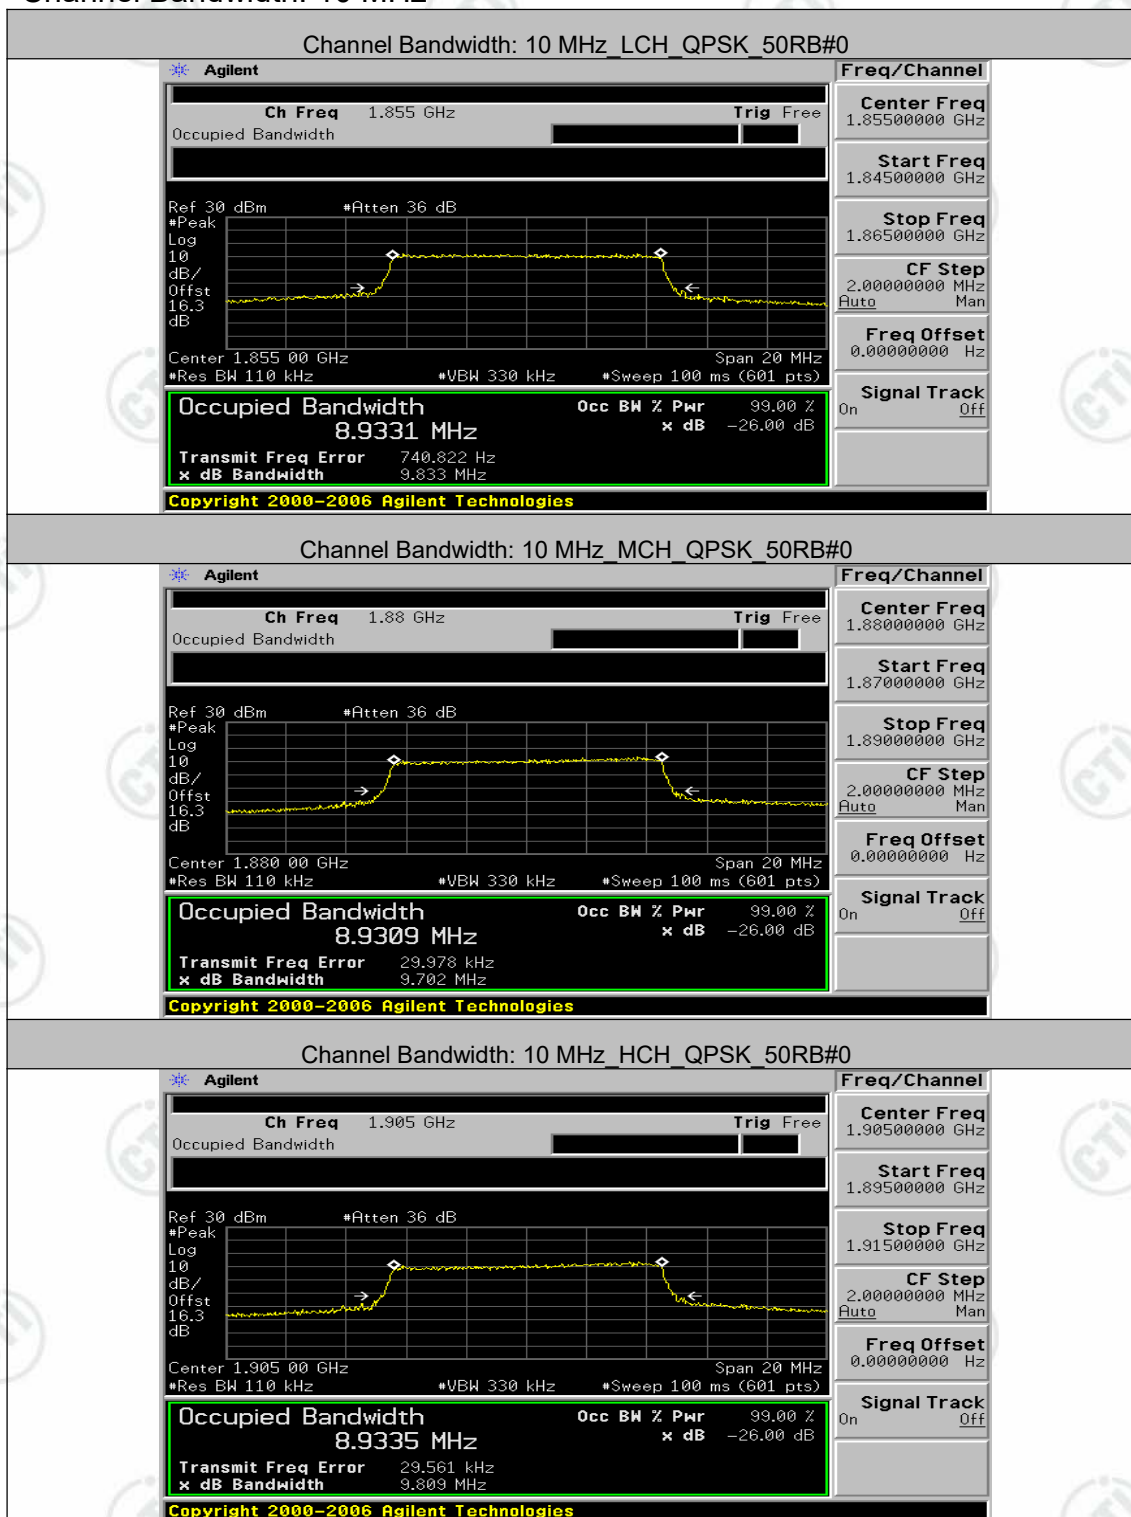 Channel Bandwidth: 10 MHz
Channel Bandwidth: 10 MHz_LCH_QPSK_50RB#0
Agilent
Freq/Channel
Ch Freq 1.855 GHz Trig Free
Occupied Bandwidth
Center Freq
1.85500000 GHz
Start Freq
1.84500000 GHz
Stop Freq
1.86500000 GHz
CF Step
2.00000000 MHz
Auto Man
Freq Offset
0.00000000 Hz
Signal Track
On Off
Ref 30 dBm #Atten 36 dB
#Peak
Log
10
dB/
Offst
16.3
dB
Center 1.855 00 GHz Span 20 MHz
#Res BW 110 kHz #VBW 330 kHz #Sweep 100 ms (601 pts)
Occupied Bandwidth Occ BW % Pwr 99.00 %
8.9331 MHz x dB -26.00 dB
Transmit Freq Error 740.822 Hz
x dB Bandwidth 9.833 MHz
Copyright 2000-2006 Agilent Technologies
Channel Bandwidth: 10 MHz_MCH_QPSK_50RB#0
Agilent
Freq/Channel
Ch Freq 1.88 GHz Trig Free
Occupied Bandwidth
Center Freq
1.88000000 GHz
Start Freq
1.87000000 GHz
Stop Freq
1.89000000 GHz
CF Step
2.00000000 MHz
Auto Man
Freq Offset
0.00000000 Hz
Signal Track
On Off
Ref 30 dBm #Atten 36 dB
#Peak
Log
10
dB/
Offst
16.3
dB
Center 1.880 00 GHz Span 20 MHz
#Res BW 110 kHz #VBW 330 kHz #Sweep 100 ms (601 pts)
Occupied Bandwidth Occ BW % Pwr 99.00 %
8.9309 MHz x dB -26.00 dB
Transmit Freq Error 29.978 kHz
x dB Bandwidth 9.702 MHz
Copyright 2000-2006 Agilent Technologies
Channel Bandwidth: 10 MHz_HCH_QPSK_50RB#0
Agilent
Freq/Channel
Ch Freq 1.905 GHz Trig Free
Occupied Bandwidth
Center Freq
1.90500000 GHz
Start Freq
1.89500000 GHz
Stop Freq
1.91500000 GHz
CF Step
2.00000000 MHz
Auto Man
Freq Offset
0.00000000 Hz
Signal Track
On Off
Ref 30 dBm #Atten 36 dB
#Peak
Log
10
dB/
Offst
16.3
dB
Center 1.905 00 GHz Span 20 MHz
#Res BW 110 kHz #VBW 330 kHz #Sweep 100 ms (601 pts)
Occupied Bandwidth Occ BW % Pwr 99.00 %
8.9335 MHz x dB -26.00 dB
Transmit Freq Error 29.561 kHz
x dB Bandwidth 9.809 MHz
Copyright 2000-2006 Agilent Technologies
CTI
CTI
CTI
CTI
CTI
CTI